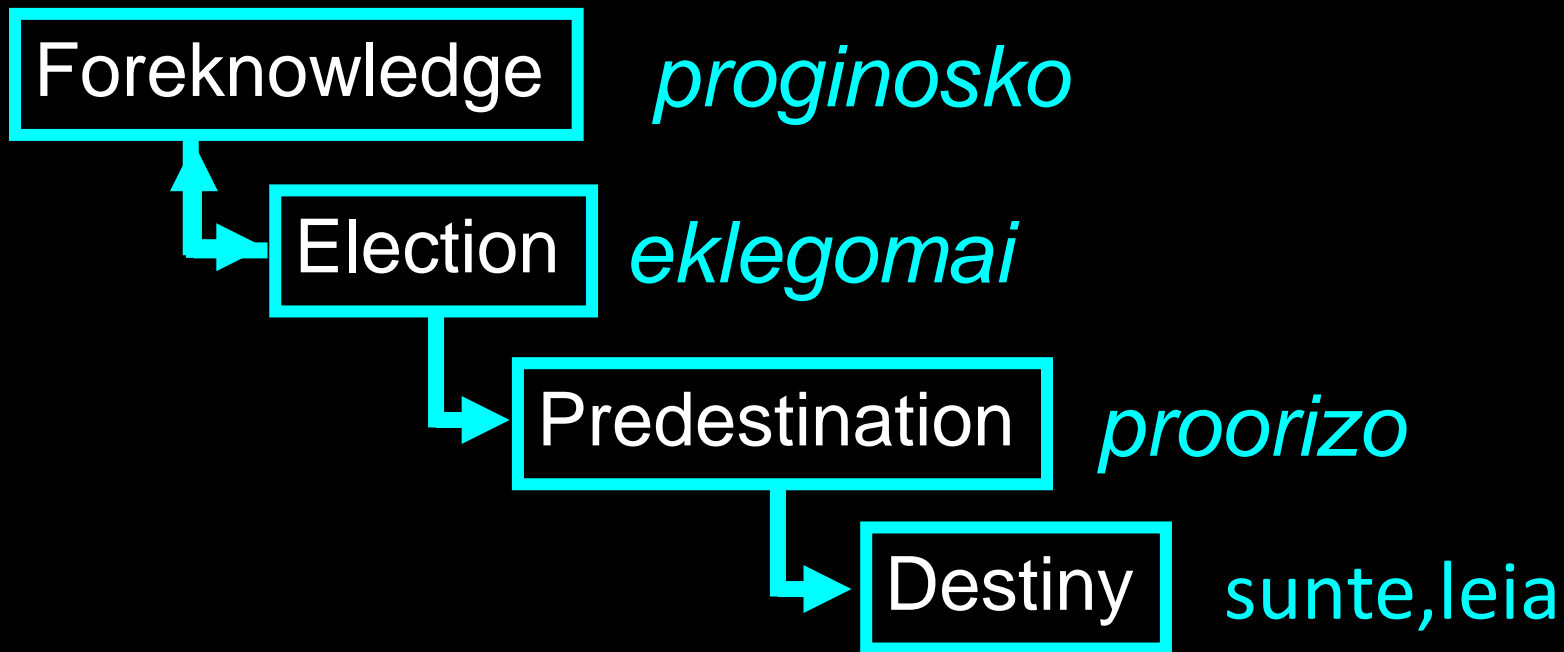 Foreknowledge proginosko
Election eklegomai
Predestination proorizo
Destiny sunte,leia